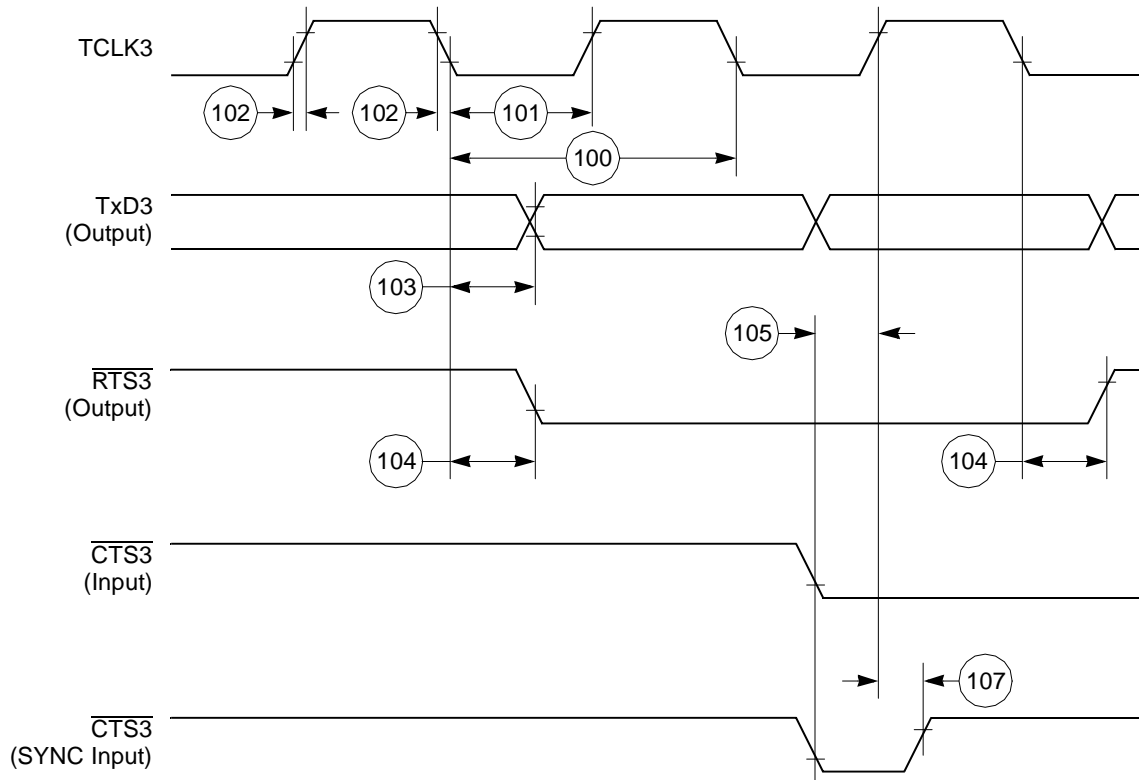 TCLK3
102
102
101
100
TxD3
(Output)
103
105
RTS3
(Output)
104
104
CTS3
(Input)
107
CTS3
(SYNC Input)